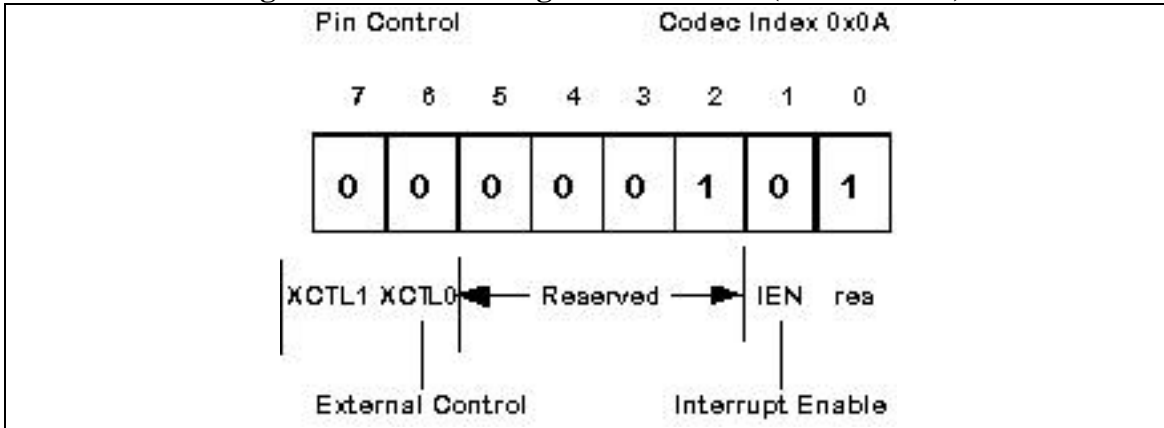 Pin Control Codec Index 0x0A
7 6 5 4 3 2 1 0
0 0 0 0 0 1 0 1
XCTL1 XCTL0 Reserved IEN res
External Control Interrupt Enable